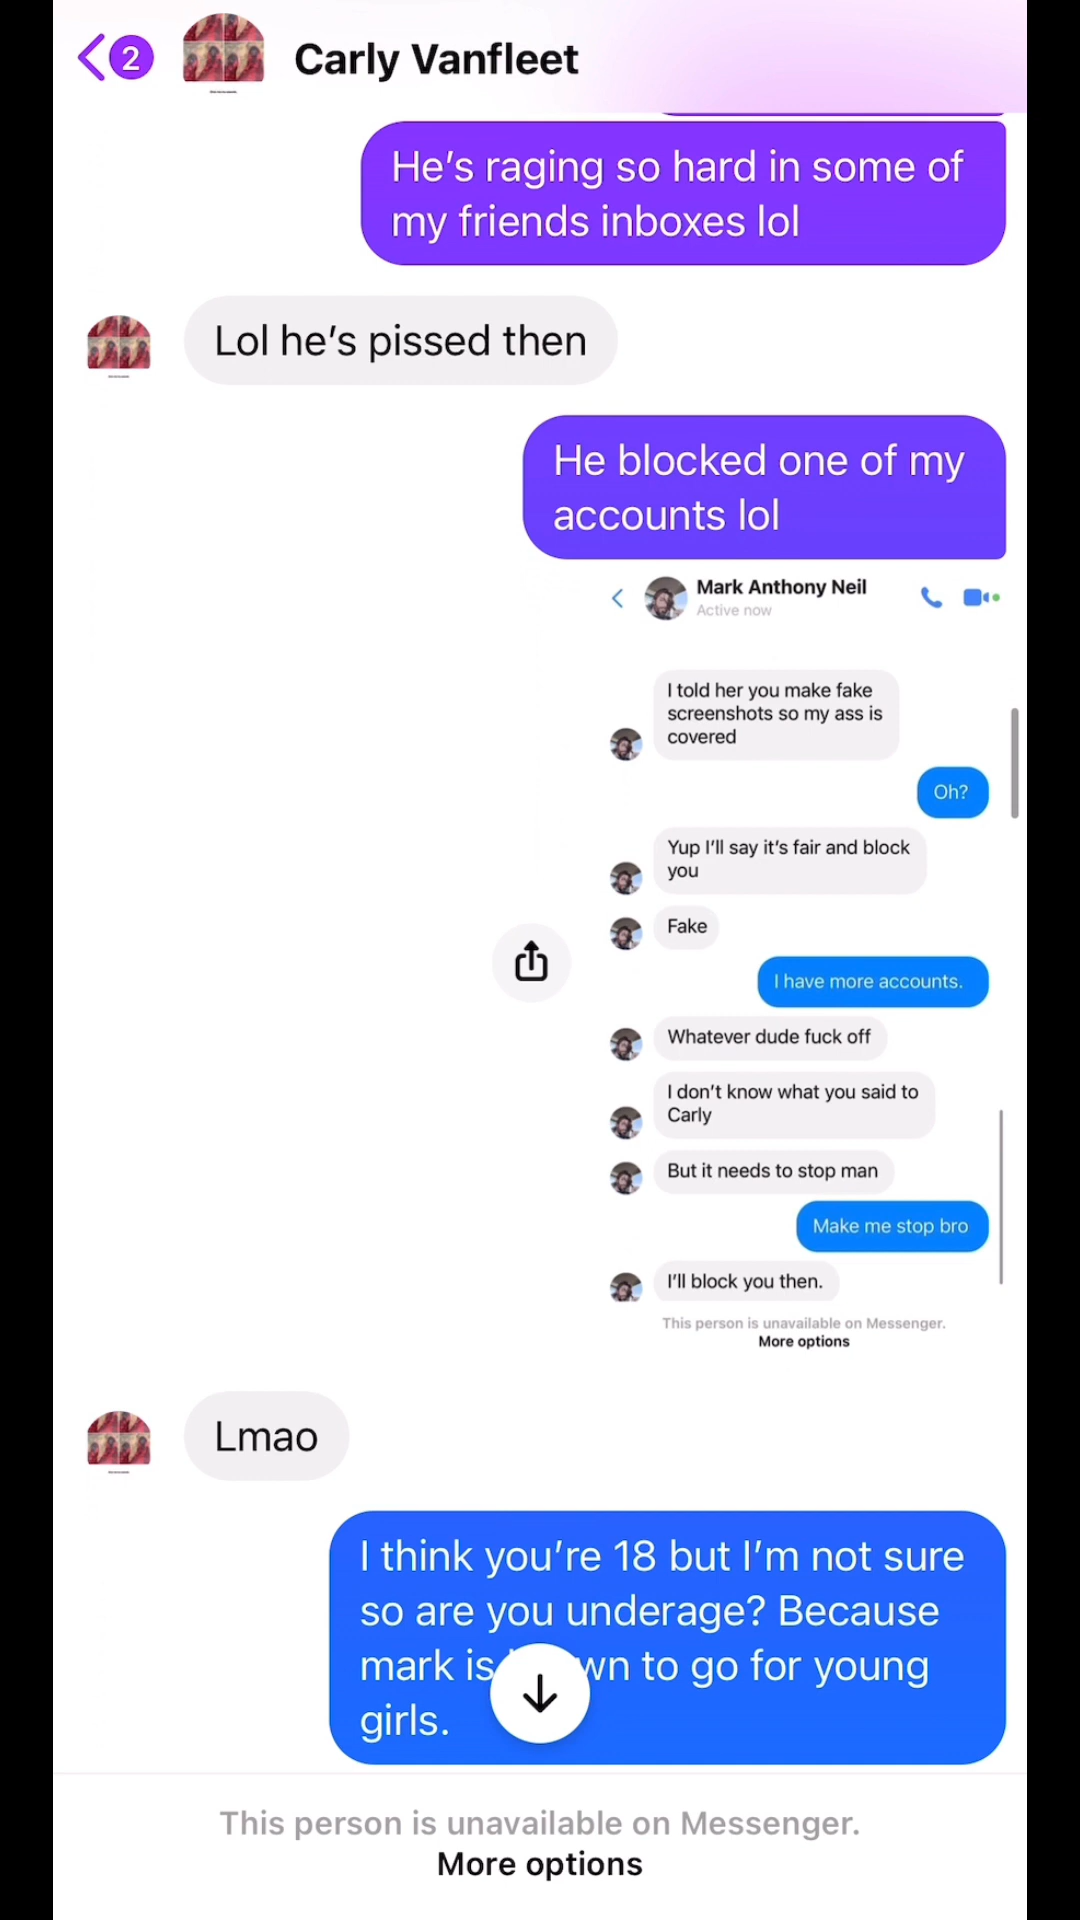 2
Carly Vanfleet
He's raging so hard in some of
my friends inboxes lol
Lol he's pissed then
He blocked one of my
accounts lol
Mark Anthony Neil
Active now
I told her you make fake
screenshots so my ass is
covered
Oh?
Yup I'll say it's fair and block
you
Fake
I have more accounts.
Whatever dude fuck off
I don't know what you said to
Carly
But it needs to stop man
Make me stop bro
I'll block you then.
This person is unavailable on Messenger.
More options
Lmao
I think you're 18 but I'm not sure
so are you underage? Because
mark is to go for young
girls.
This person is unavailable on Messenger.
More options